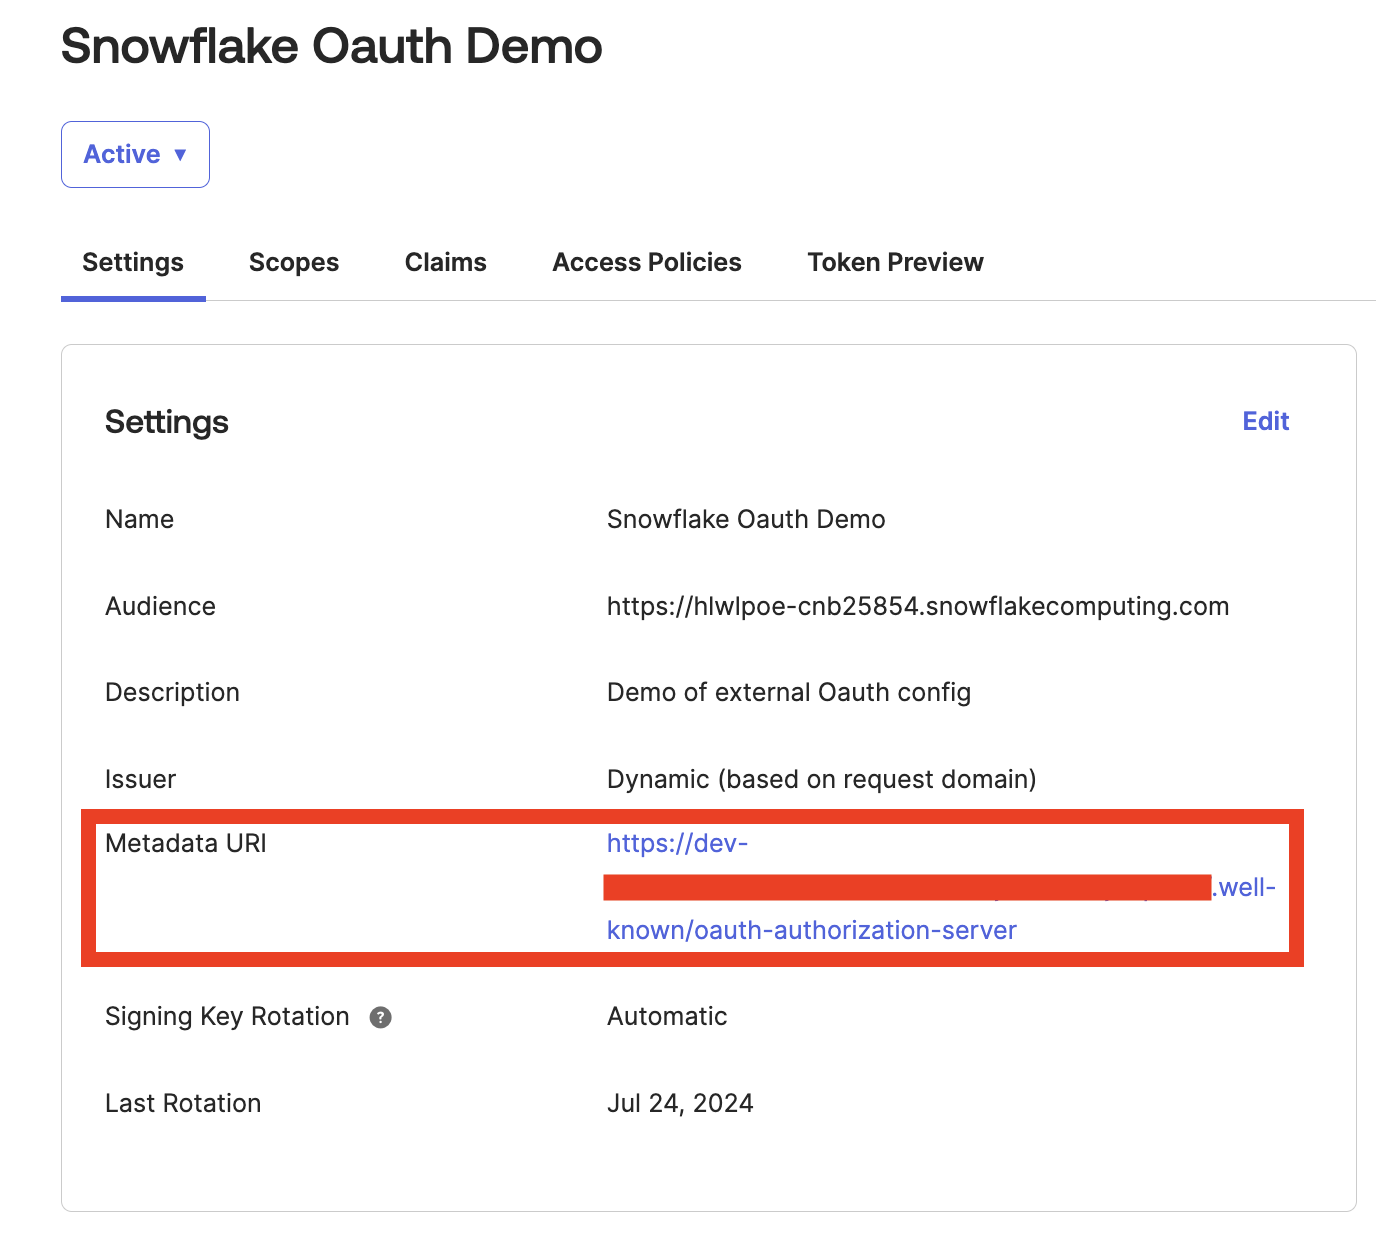 Snowflake Oauth Demo
Active ▼
Settings Scopes Claims Access Policies Token Preview
Settings Edit
Name Snowflake Oauth Demo
Audience https://hlwlpoe-cnb25854.snowflakecomputing.com
Description Demo of external Oauth config
Issuer Dynamic (based on request domain)
Metadata URI https://dev-
.well-
known/oauth-authorization-server
Signing Key Rotation ? Automatic
Last Rotation Jul 24, 2024